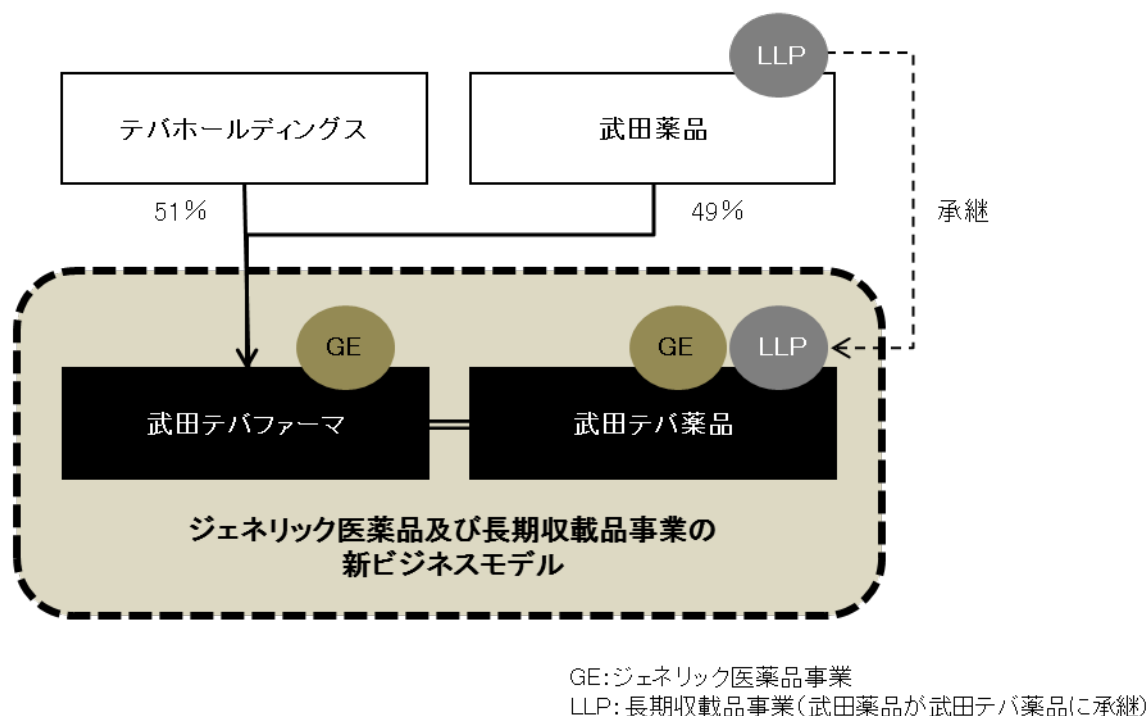 LLP
テバホールディングス
武田薬品
51%
49%
承継
GE
GE
LLP
武田テバファーマ
武田テバ薬品
ジェネリック医薬品及び長期収載品事業の
新ビジネスモデル
GE:ジェネリック医薬品事業
LLP:長期収載品事業(武田薬品が武田テバ薬品に承継)